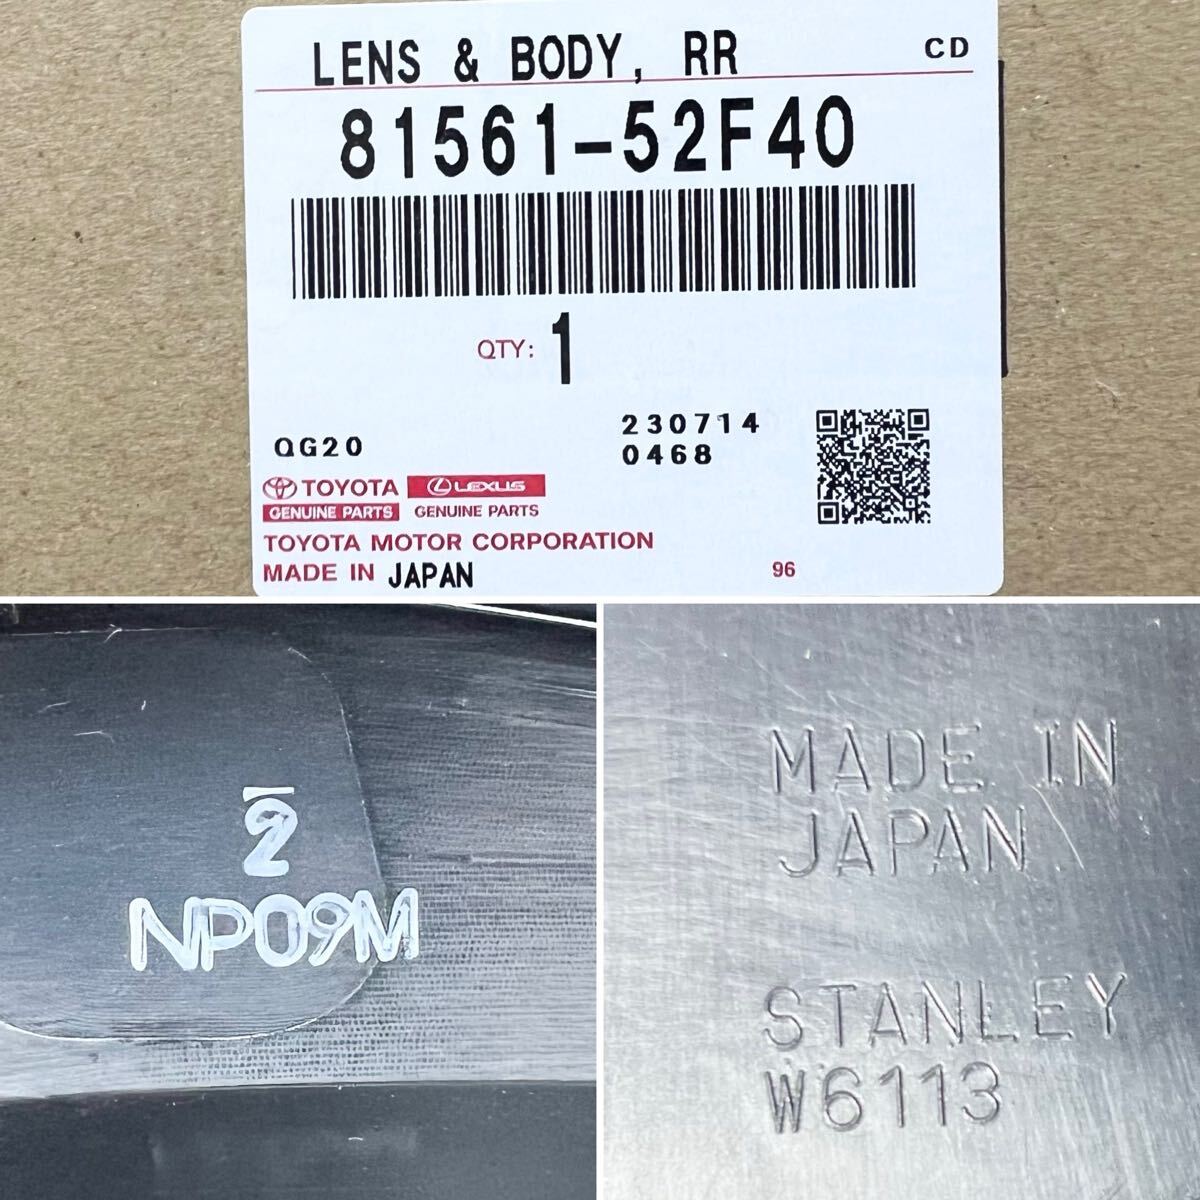 LENS & BODY, RR CD
81561-52F40
QTY: 1
QG20
230714
0468
TOYOTA LEXUS
GENUINE PARTS GENUINE PARTS
TOYOTA MOTOR CORPORATION
MADE IN JAPAN 96
2
NP09M
MADE IN
JAPAN
STANLEY
W6113